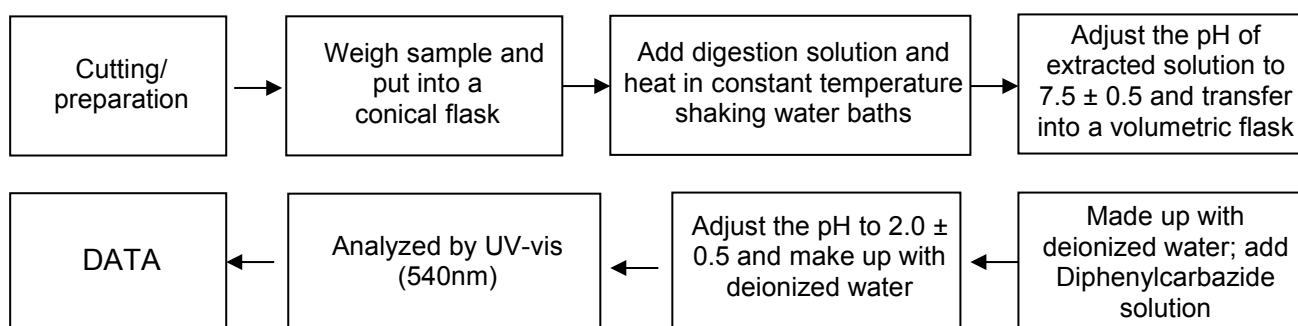 Cutting/
preparation
Weigh sample and
put into a
conical flask
Add digestion solution and
heat in constant temperature
shaking water baths
Adjust the pH of
extracted solution to
7.5 ± 0.5 and transfer
into a volumetric flask
Made up with
deionized water; add
Diphenylcarbazide
solution
Adjust the pH to 2.0 ±
0.5 and make up with
deionized water
Analyzed by UV-vis
(540nm)
DATA